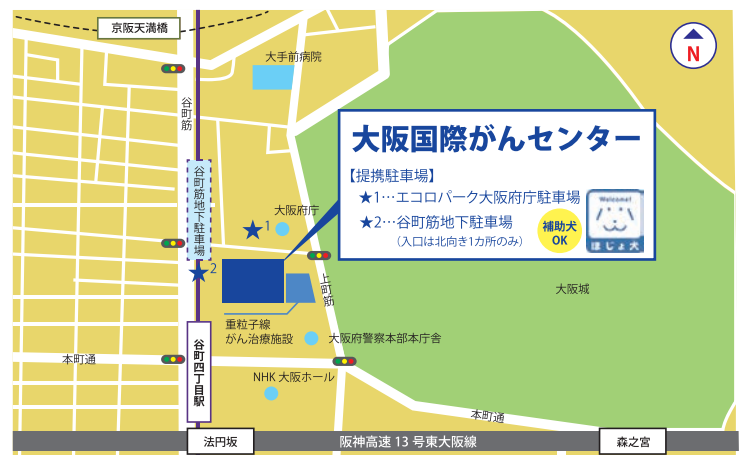 京阪天満橋
N
大手前病院
谷町筋
大阪国際がんセンター
【提携駐車場】
★1…エコロパーク大阪府庁駐車場
★2…谷町筋地下駐車場
(入口は北向き1カ所のみ)
補助犬
OK
Welcome!
ほじょ犬
谷町筋地下駐車場
大阪府庁
★1
★2
上町筋
大阪城
重粒子線
がん治療施設
大阪府警察本部本庁舎
本町通
谷町四丁目駅
NHK 大阪ホール
本町通
法円坂
阪神高速 13 号東大阪線
森之宮